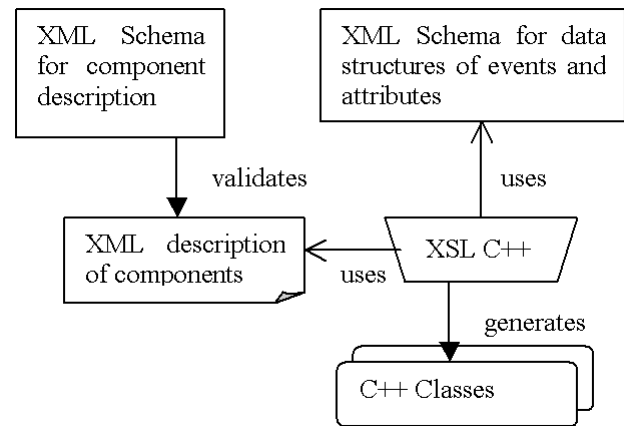 XML Schema
for component
description
XML Schema for data
structures of events and
attributes
validates
uses
XML description
of components
uses
XSL C++
generates
C++ Classes